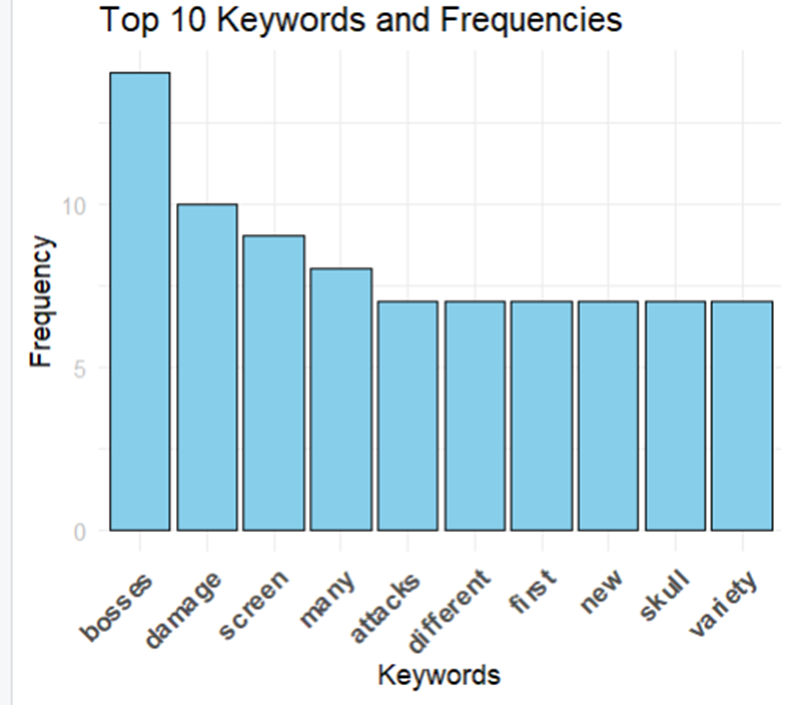 Top 10 Keywords and Frequencies
Frequency
10
5
0
bosses
damage
screen
many
attacks
different
first
new
skull
variety
Keywords